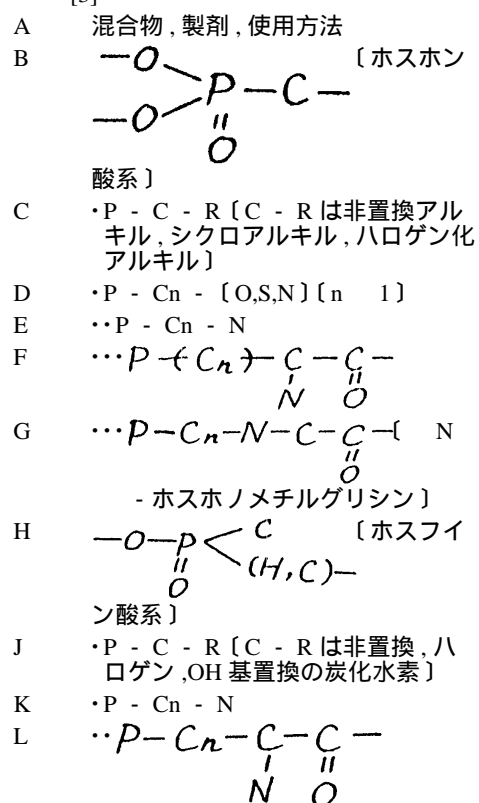 A 混合物 , 製剤 , 使用方法
B 〔 ホスホン
酸系 〕
C ・P - C - R〔 C - R は非置換アル
キル , シクロアルキル , ハロゲン化
アルキル 〕
D ・P - Cn - 〔 O,S,N 〕〔 n 1 〕
E ・・P - Cn - N
F ・・・P-(Cn)-C-C-
N O
G ・・・P-Cn-N-C-C-〔 N
O
- ホスホノメチルグリシン 〕
H -O-P C 〔 ホスフイ
O (H,C)-
ン酸系 〕
J ・P - C - R〔 C - R は非置換 , ハ
ロゲン ,OH 基置換の炭化水素 〕
K ・P - Cn - N
L ・・P-Cn-C-C-
N O